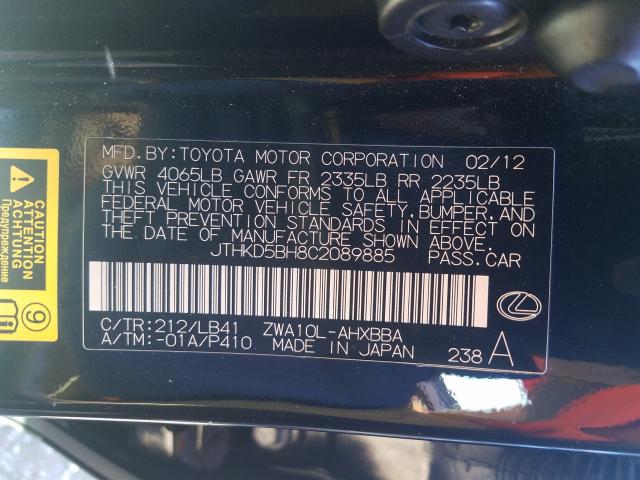 MFD. BY: TOYOTA MOTOR CORPORATION 02/12
GVWR 4065LB GAWR FR 2335LB RR 2235LB
THIS VEHICLE CONFORMS TO ALL APPLICABLE
FEDERAL MOTOR VEHICLE SAFETY, BUMPER, AND
THEFT PREVENTION STANDARDS IN EFFECT ON
THE DATE OF MANUFACTURE SHOWN ABOVE.
JTHKD5BH8C2089885 PASS.CAR
C/TR:212/LB41 ZWA10L-AHXBBA
A/TM:-01A/P410 MADE IN JAPAN 238 A
CAUTION
ATTENTION
ACHTUNG
Предупреждение
9